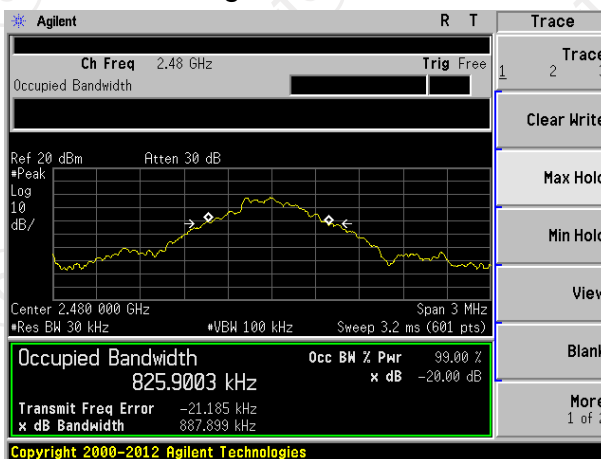 Agilent R T Trace
Ch Freq 2.48 GHz Trig Free
Occupied Bandwidth
Trace
1 2
Clear Write
Max Hold
Min Hold
View
Blank
More
1 of 2
Ref 20 dBm Atten 30 dB
#Peak
Log
10
dB/
Center 2.480 000 GHz Span 3 MHz
#Res BW 30 kHz #VBW 100 kHz Sweep 3.2 ms (601 pts)
Occupied Bandwidth Occ BW % Pwr 99.00 %
825.9003 kHz x dB -20.00 dB
Transmit Freq Error -21.185 kHz
x dB Bandwidth 887.899 kHz
Copyright 2000-2012 Agilent Technologies